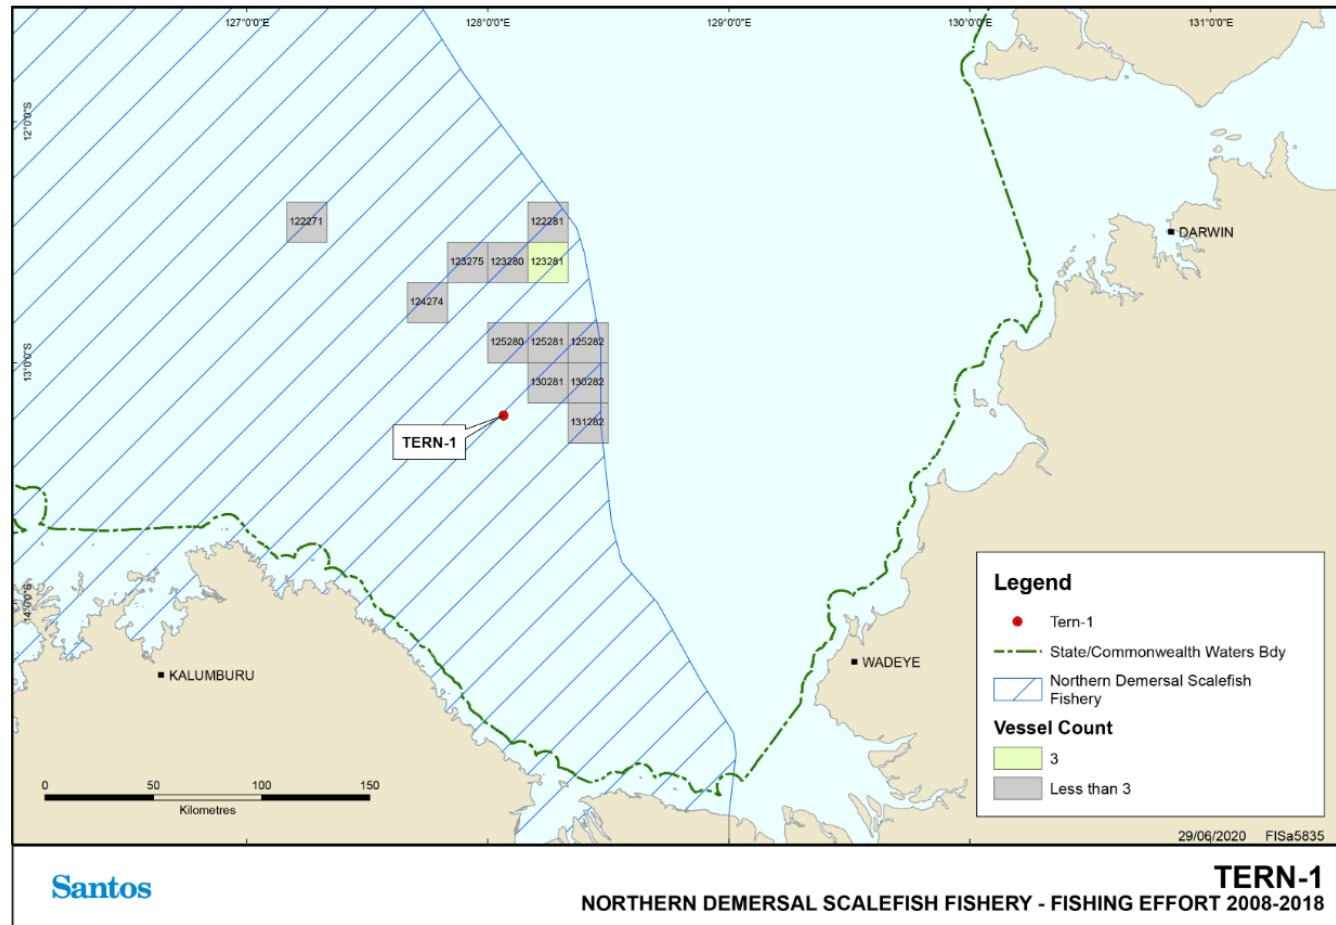 127°0'0"E
128°0'0"E
129°0'0"E
130°0'0"E
131°0'0"E
12°0'0"S
13°0'0"S
14°0'0"S
122271
122281
123275
123280
123281
124274
125280
125281
125282
130281
130282
131282
TERN-1
DARWIN
KALUMBURU
WADEYE
0
50
100
150
Kilometres
Legend
Tern-1
State/Commonwealth Waters Bdy
Northern Demersal Scalefish
Fishery
Vessel Count
3
Less than 3
29/06/2020 FISa5835
Santos
TERN-1
NORTHERN DEMERSAL SCALEFISH FISHERY - FISHING EFFORT 2008-2018